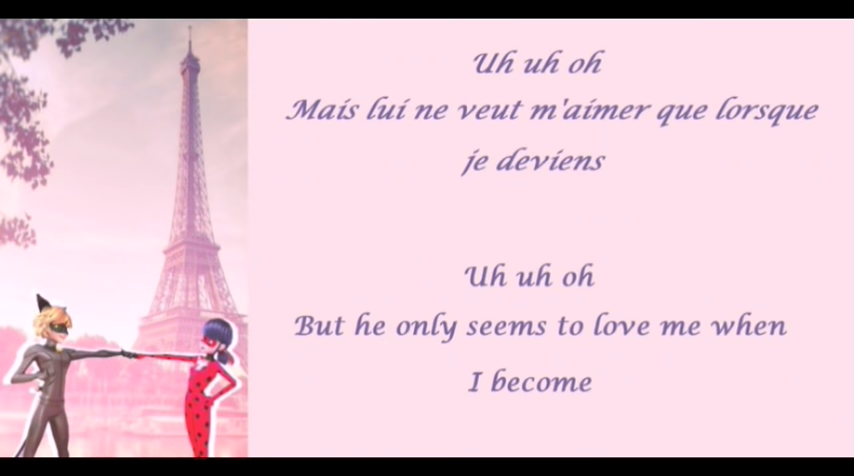 Uh uh oh
Mais lui ne veut m'aimer que lorsque
je deviens
Uh uh oh
But he only seems to love me when
I become